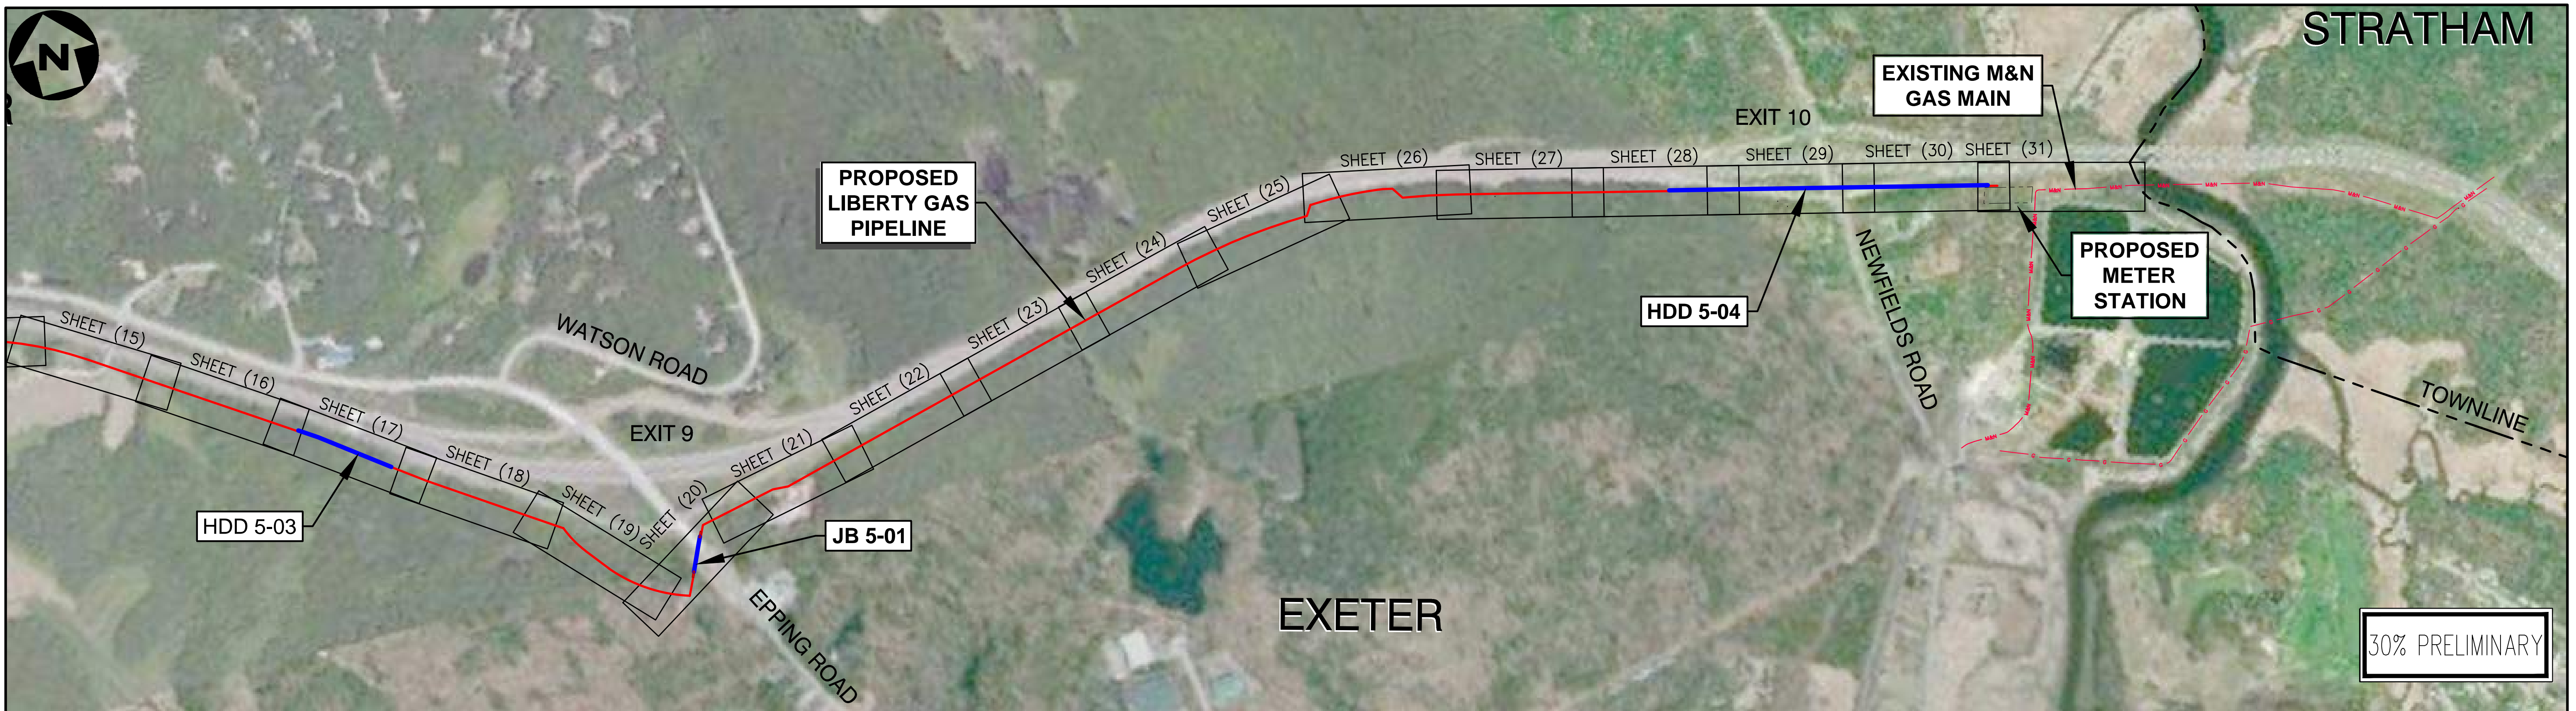 N
STRATHAM
EXISTING M&N
GAS MAIN
EXIT 10
SHEET (26)
SHEET (27)
SHEET (28)
SHEET (29)
SHEET (30)
SHEET (31)
PROPOSED
LIBERTY GAS
PIPELINE
SHEET (25)
SHEET (24)
SHEET (23)
SHEET (22)
SHEET (21)
SHEET (20)
M&N
M&N
M&N
M&N
M&N
M&N
M&N
M&N
M&N
M&N
M&N
M&N
M&N
G
G
G
G
G
G
G
G
G
G
PROPOSED
METER
STATION
HDD 5-04
NEWFIELDS ROAD
TOWNLINE
SHEET (15)
SHEET (16)
SHEET (17)
SHEET (18)
SHEET (19)
WATSON ROAD
EXIT 9
HDD 5-03
JB 5-01
EPPING ROAD
EXETER
30% PRELIMINARY